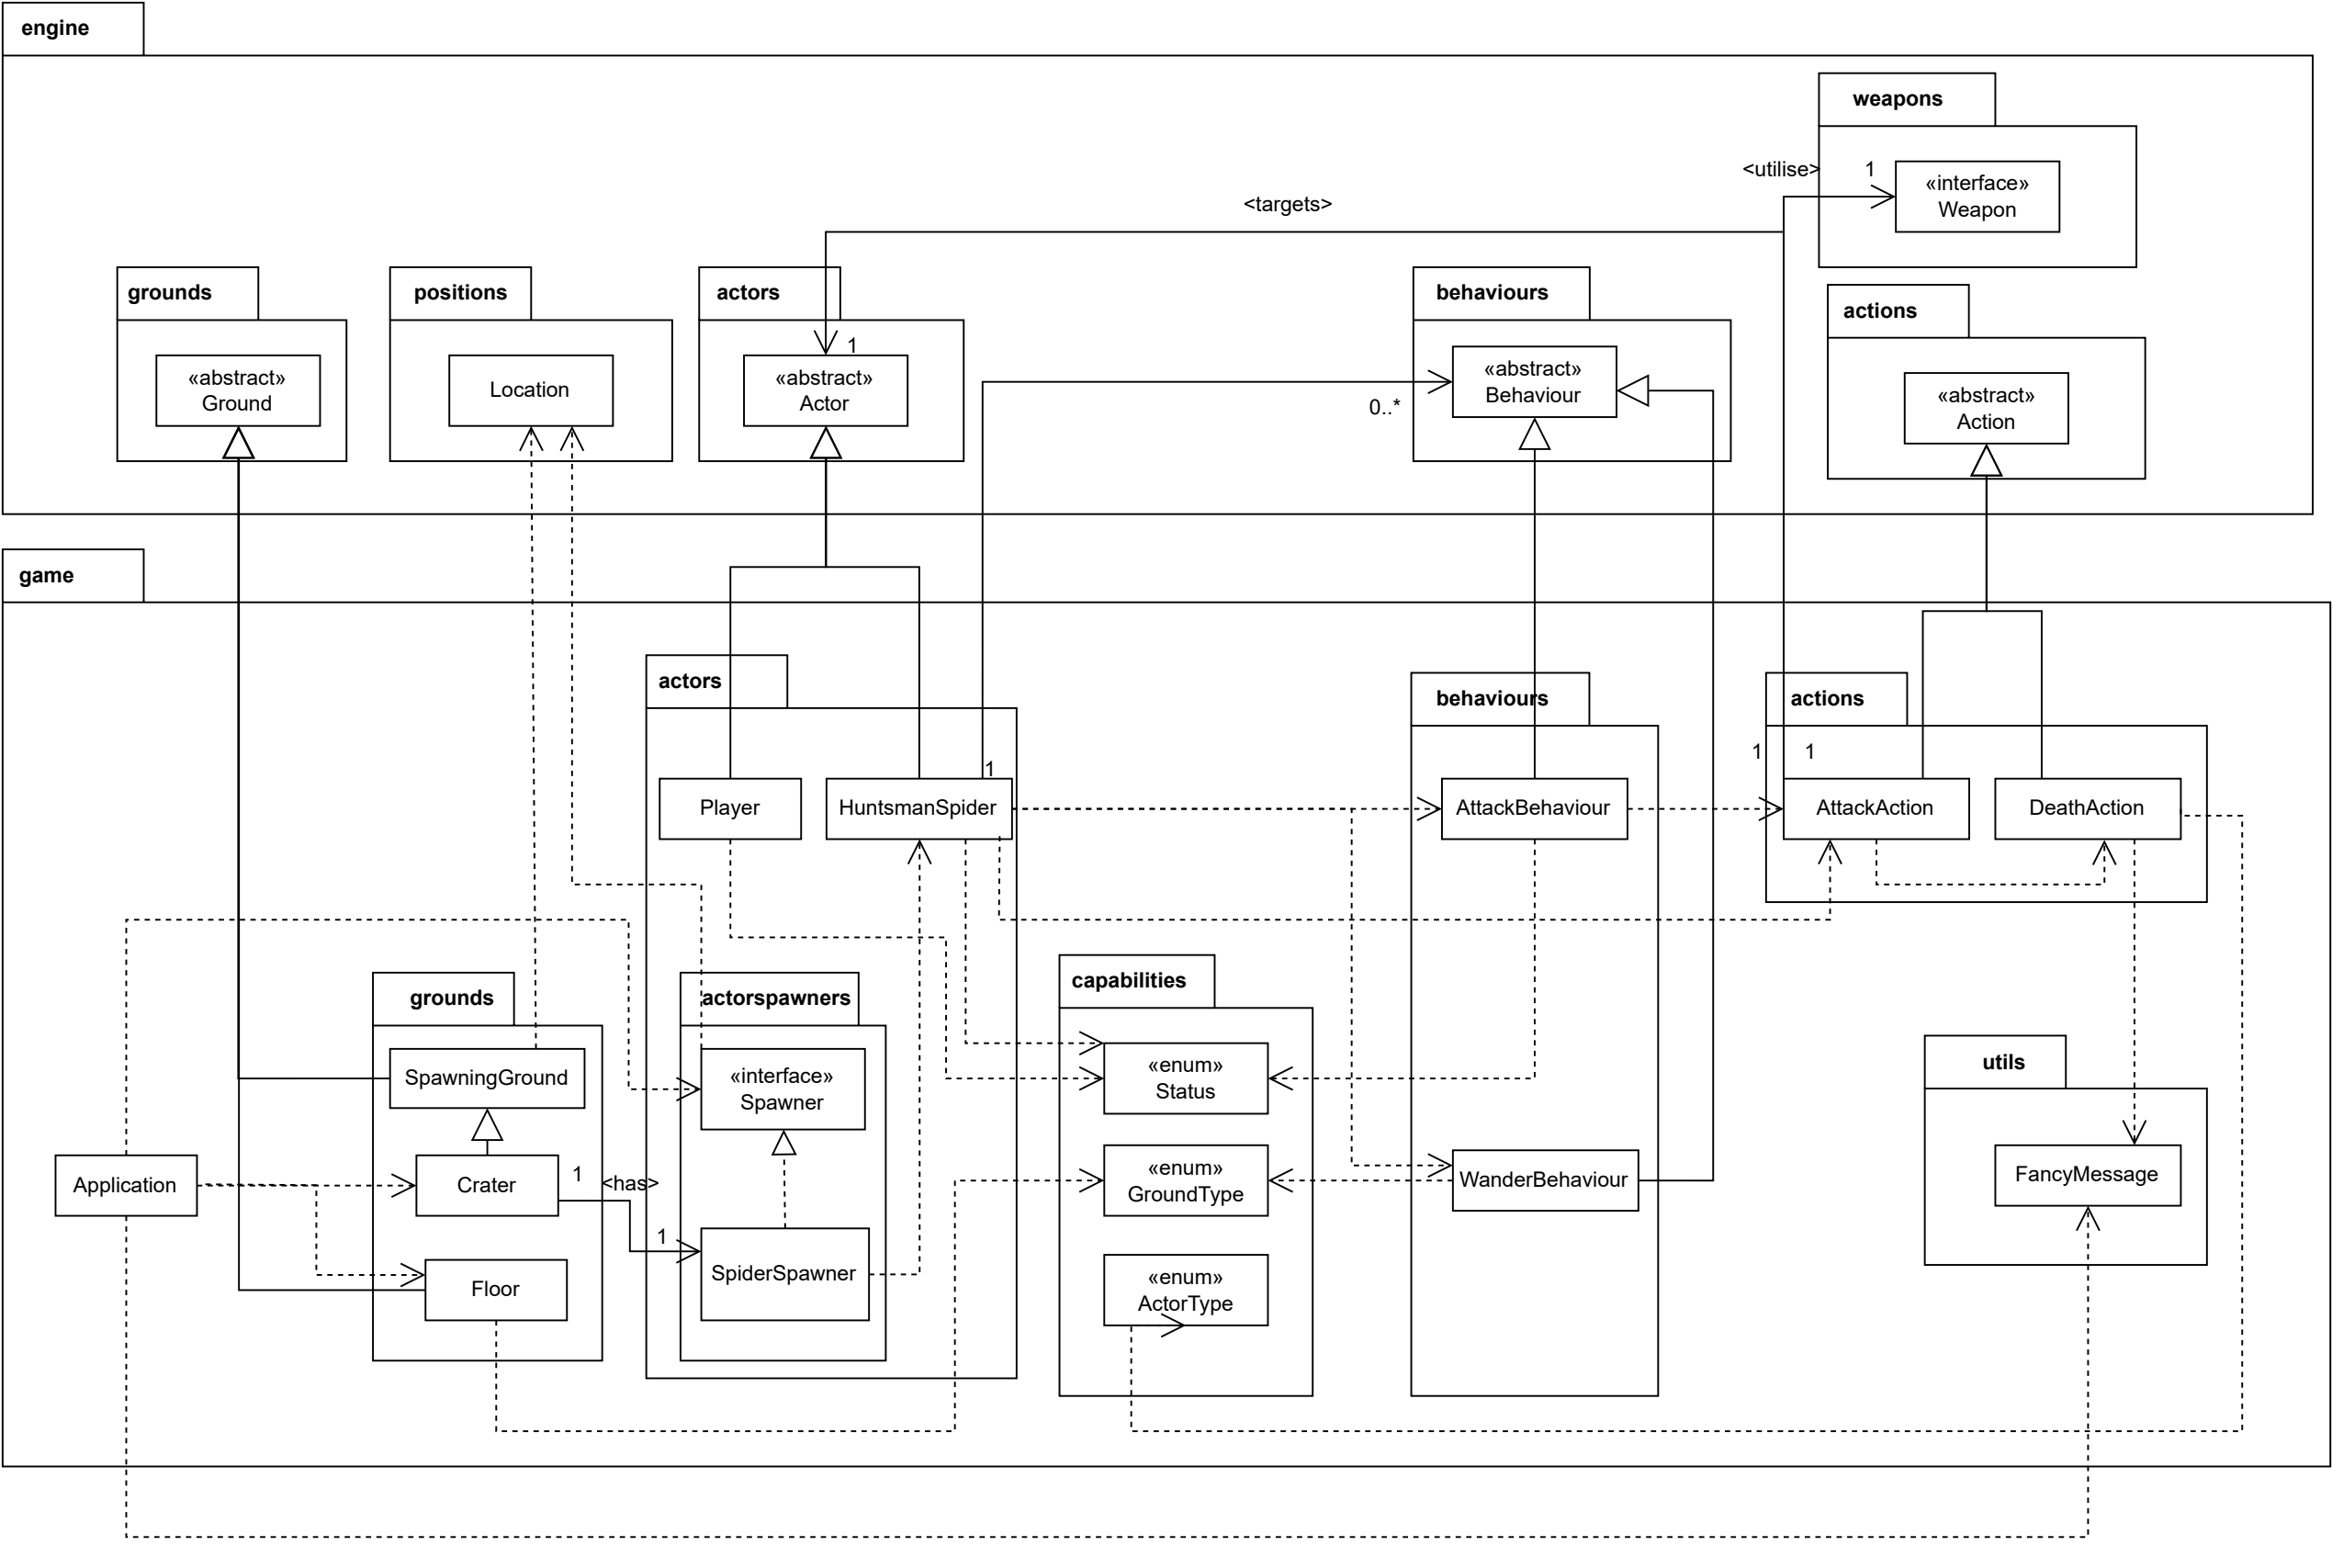 engine
weapons
<utilise>
1
«interface»
Weapon
<targets>
grounds
positions
actors
behaviours
actions
1
«abstract»
Ground
Location
«abstract»
Actor
«abstract»
Behaviour
0..*
«abstract»
Action
game
actors
behaviours
actions
1
1
1
Player
HuntsmanSpider
AttackBehaviour
AttackAction
DeathAction
grounds
actorspawners
capabilities
SpawningGround
«interface»
Spawner
«enum»
Status
utils
Application
Crater
1
<has>
«enum»
GroundType
WanderBehaviour
FancyMessage
1
Floor
SpiderSpawner
«enum»
ActorType